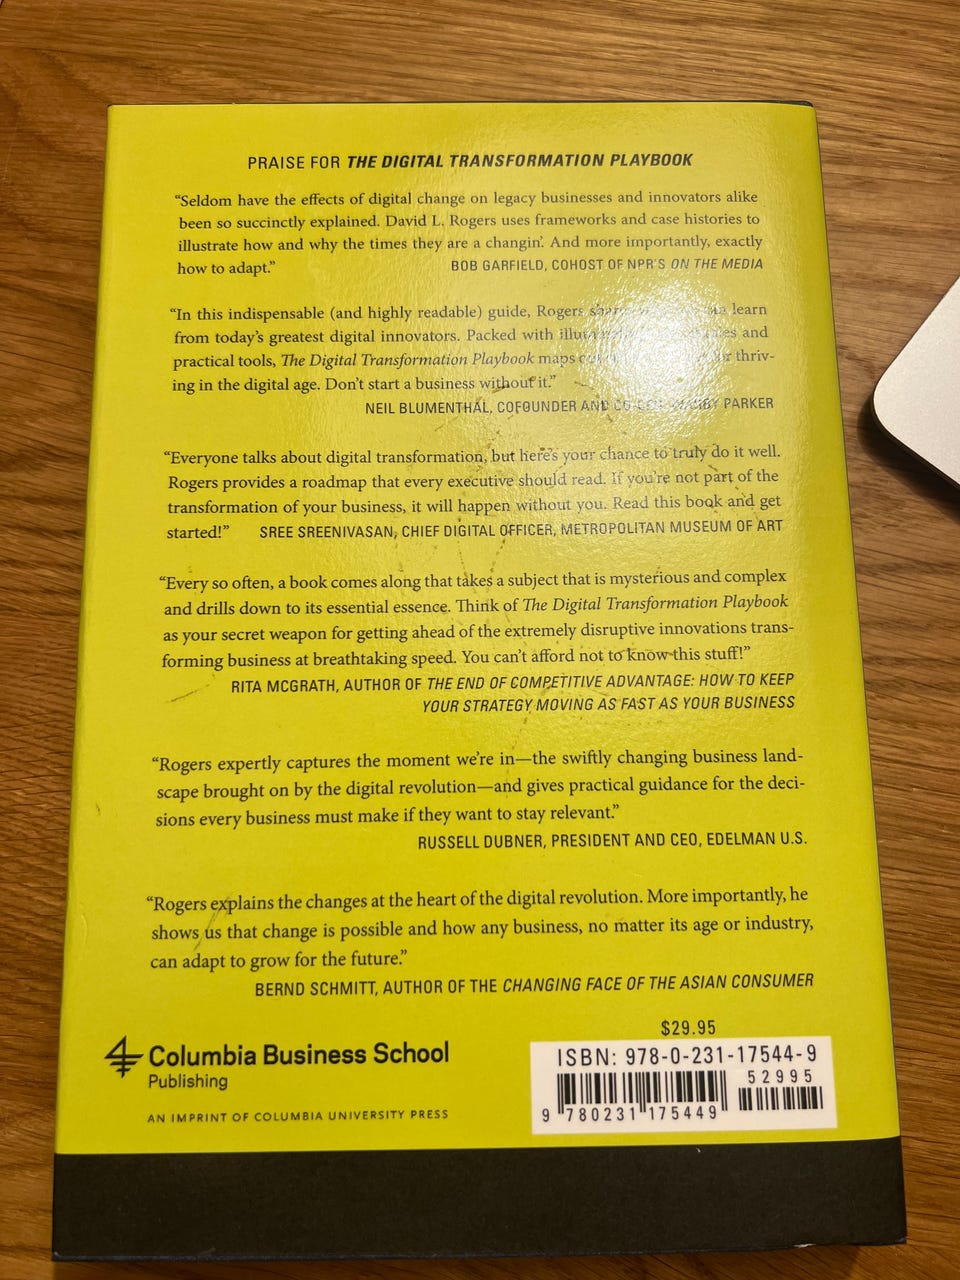 PRAISE FOR THE DIGITAL TRANSFORMATION PLAYBOOK
“Seldom have the effects of digital change on legacy businesses and innovators alike
been so succinctly explained. David L. Rogers uses frameworks and case histories to
illustrate how and why the times they are a changin’. And more importantly, exactly
how to adapt.” BOB GARFIELD, COHOST OF NPR’S ON THE MEDIA
“In this indispensable (and highly readable) guide, Rogers learn
from today’s greatest digital innovators. Packed with and
practical tools, The Digital Transformation Playbook maps thriv-
ing in the digital age. Don’t start a business without it.”
NEIL BLUMENTHAL, COFOUNDER AND CO-CEO, WARBY PARKER
“Everyone talks about digital transformation, but here’s your chance to truly do it well.
Rogers provides a roadmap that every executive should read. If you’re not part of the
transformation of your business, it will happen without you. Read this book and get
started!” SREE SREENIVASAN, CHIEF DIGITAL OFFICER, METROPOLITAN MUSEUM OF ART
“Every so often, a book comes along that takes a subject that is mysterious and complex
and drills down to its essential essence. Think of The Digital Transformation Playbook
as your secret weapon for getting ahead of the extremely disruptive innovations trans-
forming business at breathtaking speed. You can’t afford not to know this stuff!”
RITA MCGRATH, AUTHOR OF THE END OF COMPETITIVE ADVANTAGE: HOW TO KEEP
YOUR STRATEGY MOVING AS FAST AS YOUR BUSINESS
“Rogers expertly captures the moment we’re in—the swiftly changing business land-
scape brought on by the digital revolution—and gives practical guidance for the deci-
sions every business must make if they want to stay relevant.”
RUSSELL DUBNER, PRESIDENT AND CEO, EDELMAN U.S.
“Rogers explains the changes at the heart of the digital revolution. More importantly, he
shows us that change is possible and how any business, no matter its age or industry,
can adapt to grow for the future.”
BERND SCHMITT, AUTHOR OF THE CHANGING FACE OF THE ASIAN CONSUMER
Columbia Business School
Publishing
AN IMPRINT OF COLUMBIA UNIVERSITY PRESS
$29.95
ISBN: 978-0-231-17544-9
52995
9 780231 175449